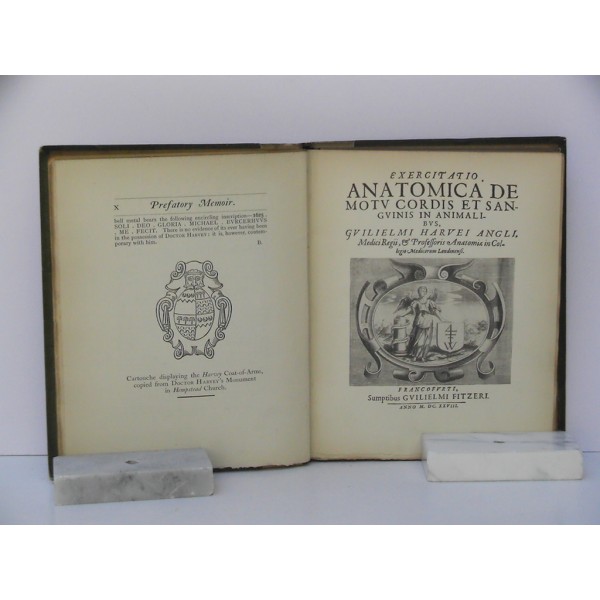 x Prefatory Memoir.
bell metal bears the following encircling inscription—1625
SOLI . DEO . GLORIA . MICHAEL . BVRCERHVYS
. ME . FECIT. There is no evidence of its ever having been
in the possession of DOCTOR HARVEY: it is, however, contem-
porary with him. B.
Cartouche displaying the Harvey Coat-of-Arms,
copied from DOCTOR HARVEY'S Monument
in Hempstead Church.
EXERCITATIO
ANATOMICA DE
MOTV CORDIS ET SAN-
GVINIS IN ANIMALI-
BVS,
GVILIELMI HARVEI ANGLI,
Medici Regii, & Professoris Anatomiæ in Col-
legio Medicorum Londinensi.
FRANCOFVRTI,
Sumptibus GVILIELMI FITZERI.
ANNO M. DC. XXVIII.